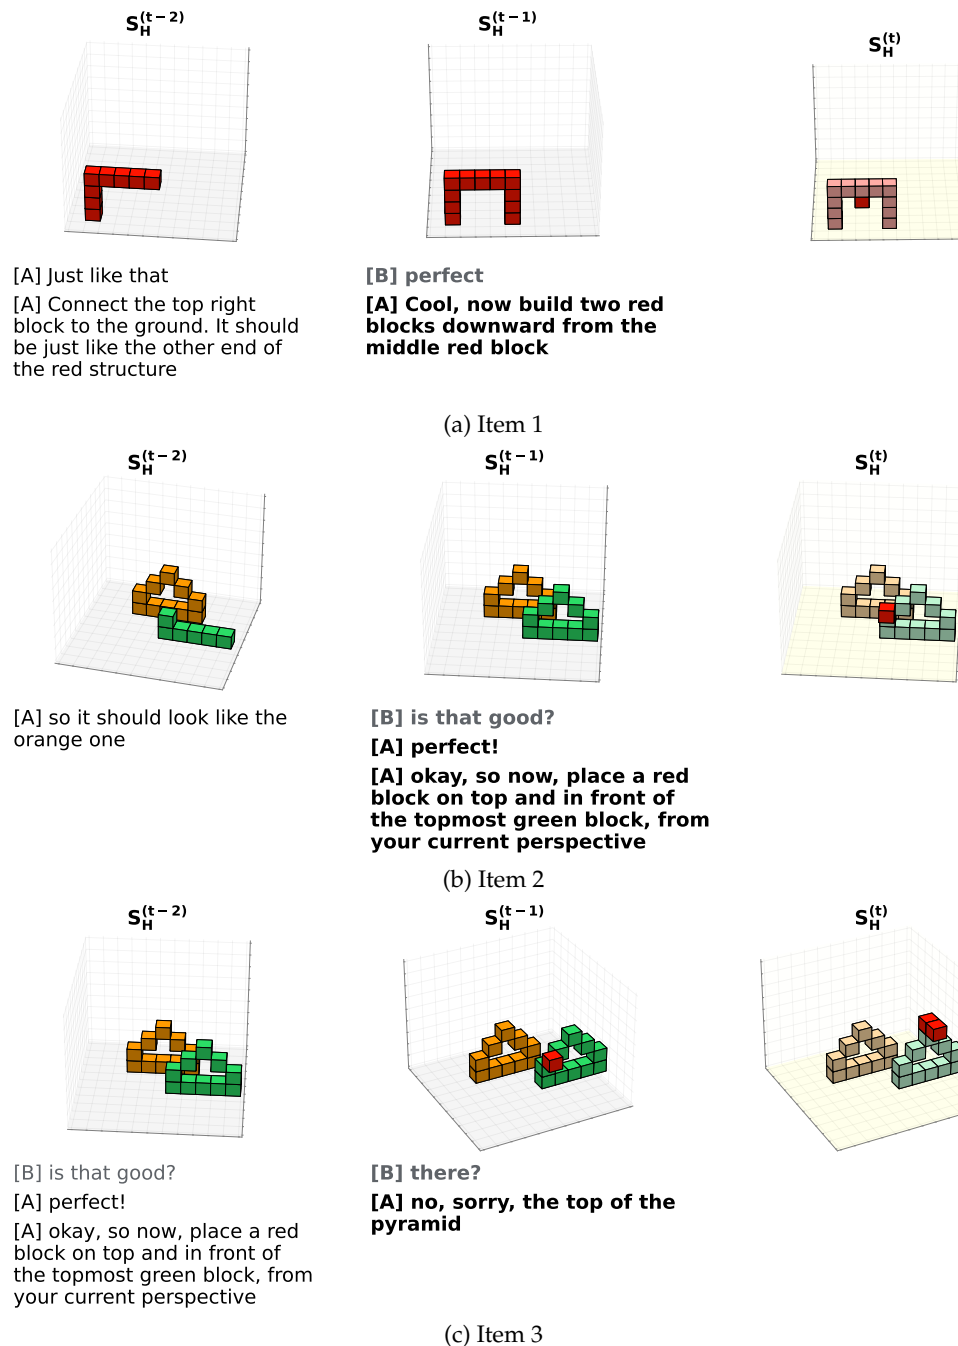 S_H^(t−2)
S_H^(t−1)
S_H^(t)
[A] Just like that
[A] Connect the top right
block to the ground. It should
be just like the other end of
the red structure
[B] perfect
[A] Cool, now build two red
blocks downward from the
middle red block
(a) Item 1
S_H^(t−2)
S_H^(t−1)
S_H^(t)
[A] so it should look like the
orange one
[B] is that good?
[A] perfect!
[A] okay, so now, place a red
block on top and in front of
the topmost green block, from
your current perspective
(b) Item 2
S_H^(t−2)
S_H^(t−1)
S_H^(t)
[B] is that good?
[A] perfect!
[A] okay, so now, place a red
block on top and in front of
the topmost green block, from
your current perspective
[B] there?
[A] no, sorry, the top of the
pyramid
(c) Item 3